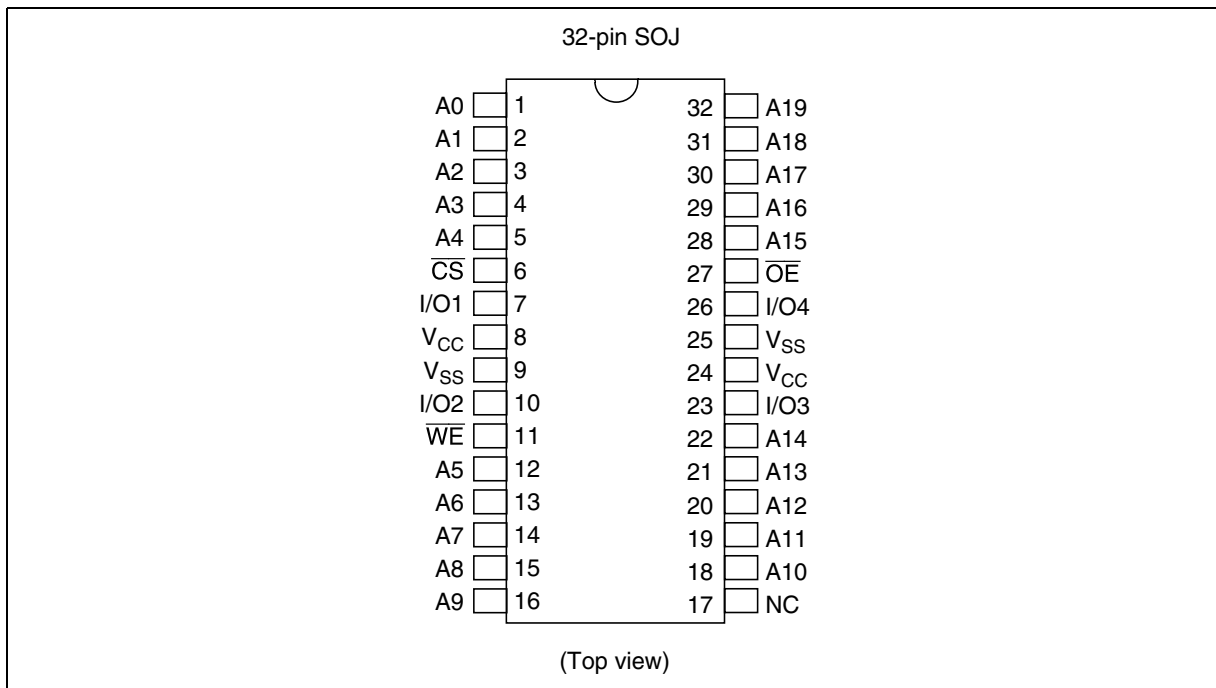 32-pin SOJ
A0 1 32 A19
A1 2 31 A18
A2 3 30 A17
A3 4 29 A16
A4 5 28 A15
C̅S̅ 6 27 O̅E̅
I/O1 7 26 I/O4
VCC 8 25 VSS
VSS 9 24 VCC
I/O2 10 23 I/O3
W̅E̅ 11 22 A14
A5 12 21 A13
A6 13 20 A12
A7 14 19 A11
A8 15 18 A10
A9 16 17 NC
(Top view)